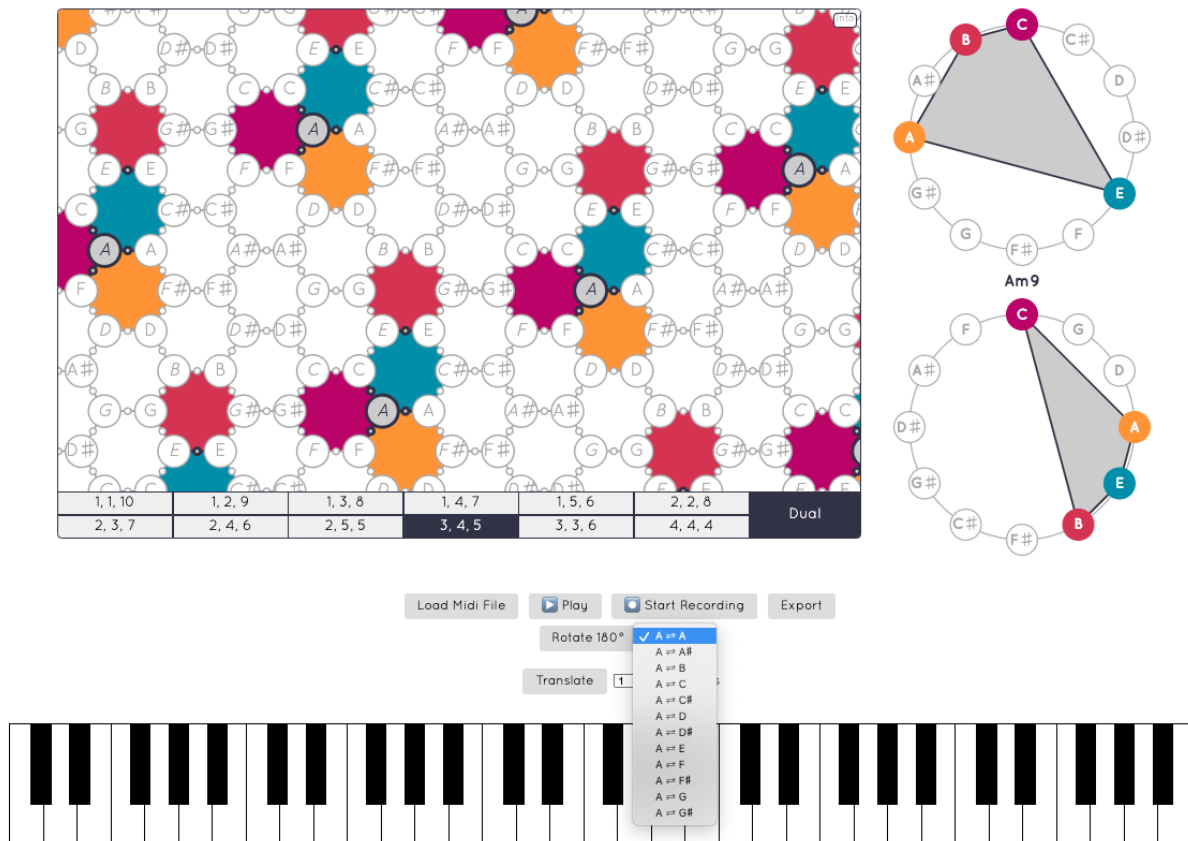 info
D D# D# E E F F F# F# G G
B B C C C# C# D D D# D# E E
G G# G# A A A# A# B B C C
E E F F F# F# G G G# G# A A
C C# C# D D D# D# E E F F
A A A# A# B B C C C# C# D D
F F# F# G G G# G# A A A# A#
D D D# D# E E F F F# F# G G
A# B B C C C# C# D D D# D#
G G G# G# A A A# A# B B C C
D# E E F F F# F# G G G# G#
1, 1, 10
1, 2, 9
1, 3, 8
1, 4, 7
1, 5, 6
2, 2, 8
2, 3, 7
2, 4, 6
2, 5, 5
3, 4, 5
3, 3, 6
4, 4, 4
Dual
C
C#
D
D#
E
F
F#
G
G#
A
A#
B
Am9
C
G
D
A
E
B
F#
C#
G#
D#
A#
F
Load Midi File
Play
Start Recording
Export
Rotate 180°
✓ A ⇌ A
A ⇌ A#
A ⇌ B
A ⇌ C
A ⇌ C#
A ⇌ D
A ⇌ D#
A ⇌ E
A ⇌ F
A ⇌ F#
A ⇌ G
A ⇌ G#
Translate
1